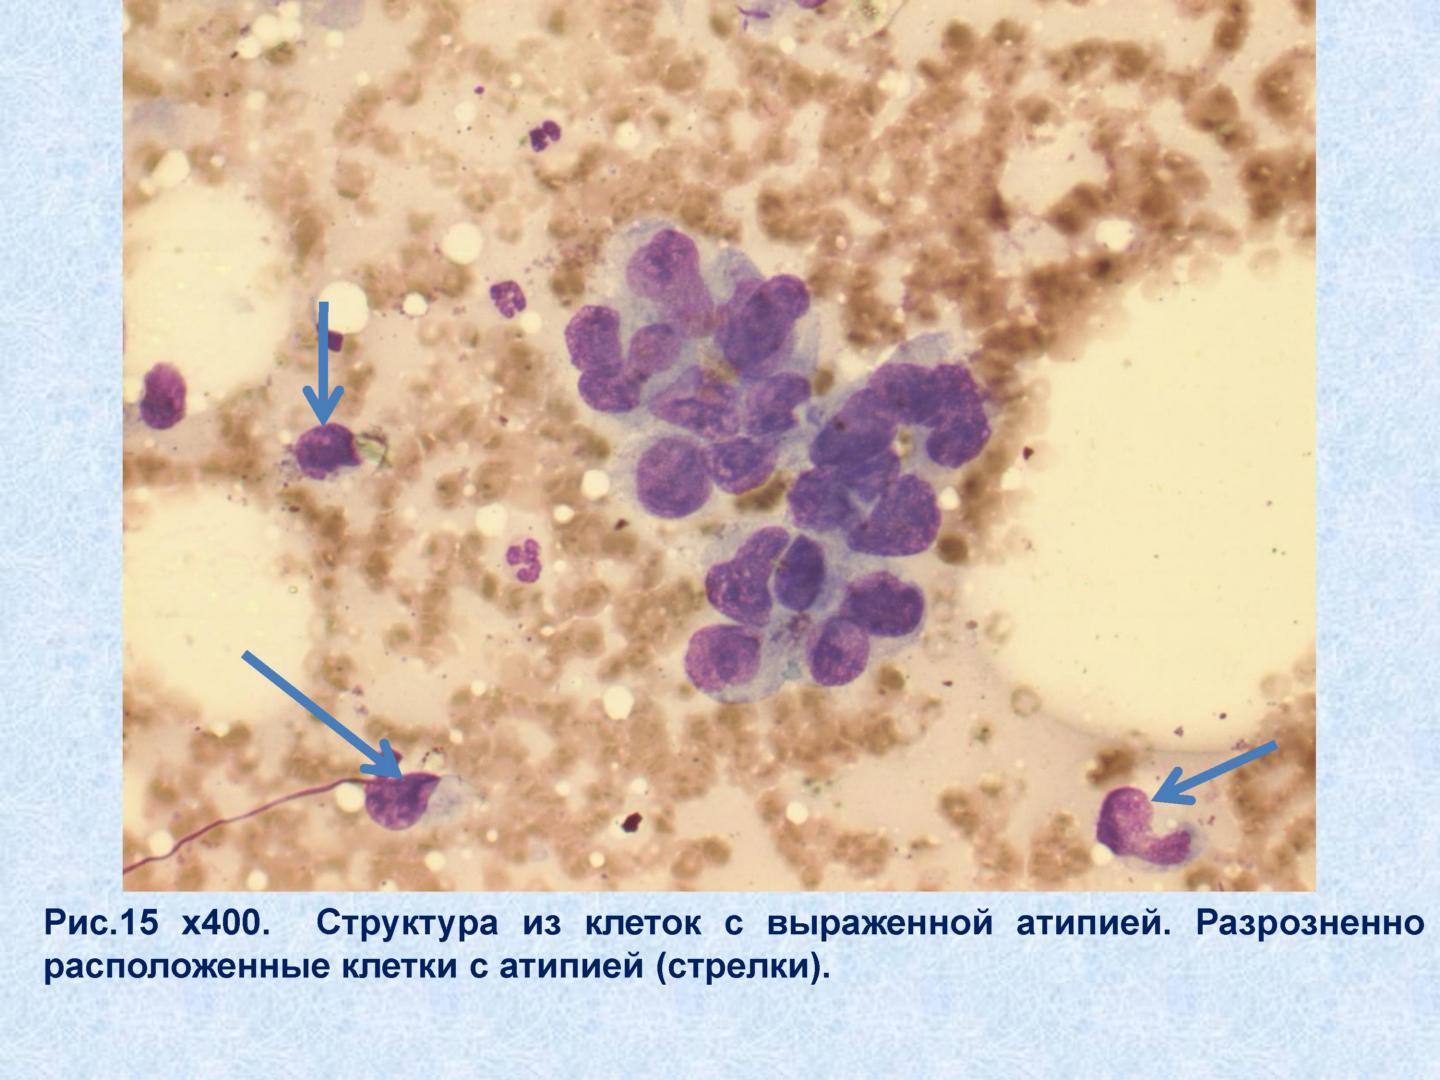 Рис.15 х400. Структура из клеток с выраженной атипией. Разрозненно
расположенные клетки с атипией (стрелки).